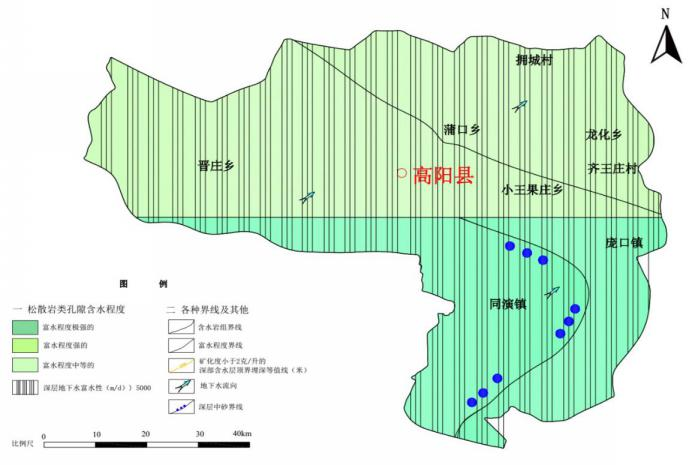 N
拥城村
蒲口乡
龙化乡
晋庄乡
高阳县
齐王庄村
小王果庄乡
庞口镇
同演镇
图 例
一 松散岩类孔隙含水程度
富水程度极强的
富水程度强的
富水程度中等的
深层地下水富水性（m/d）〉5000
二 各种界线及其他
含水岩组界线
富水程度界线
矿化度小于2克/升的
深部含水层顶界埋深等值线（米）
地下水流向
深层中砂界线
比例尺
0 10 20 30 40km